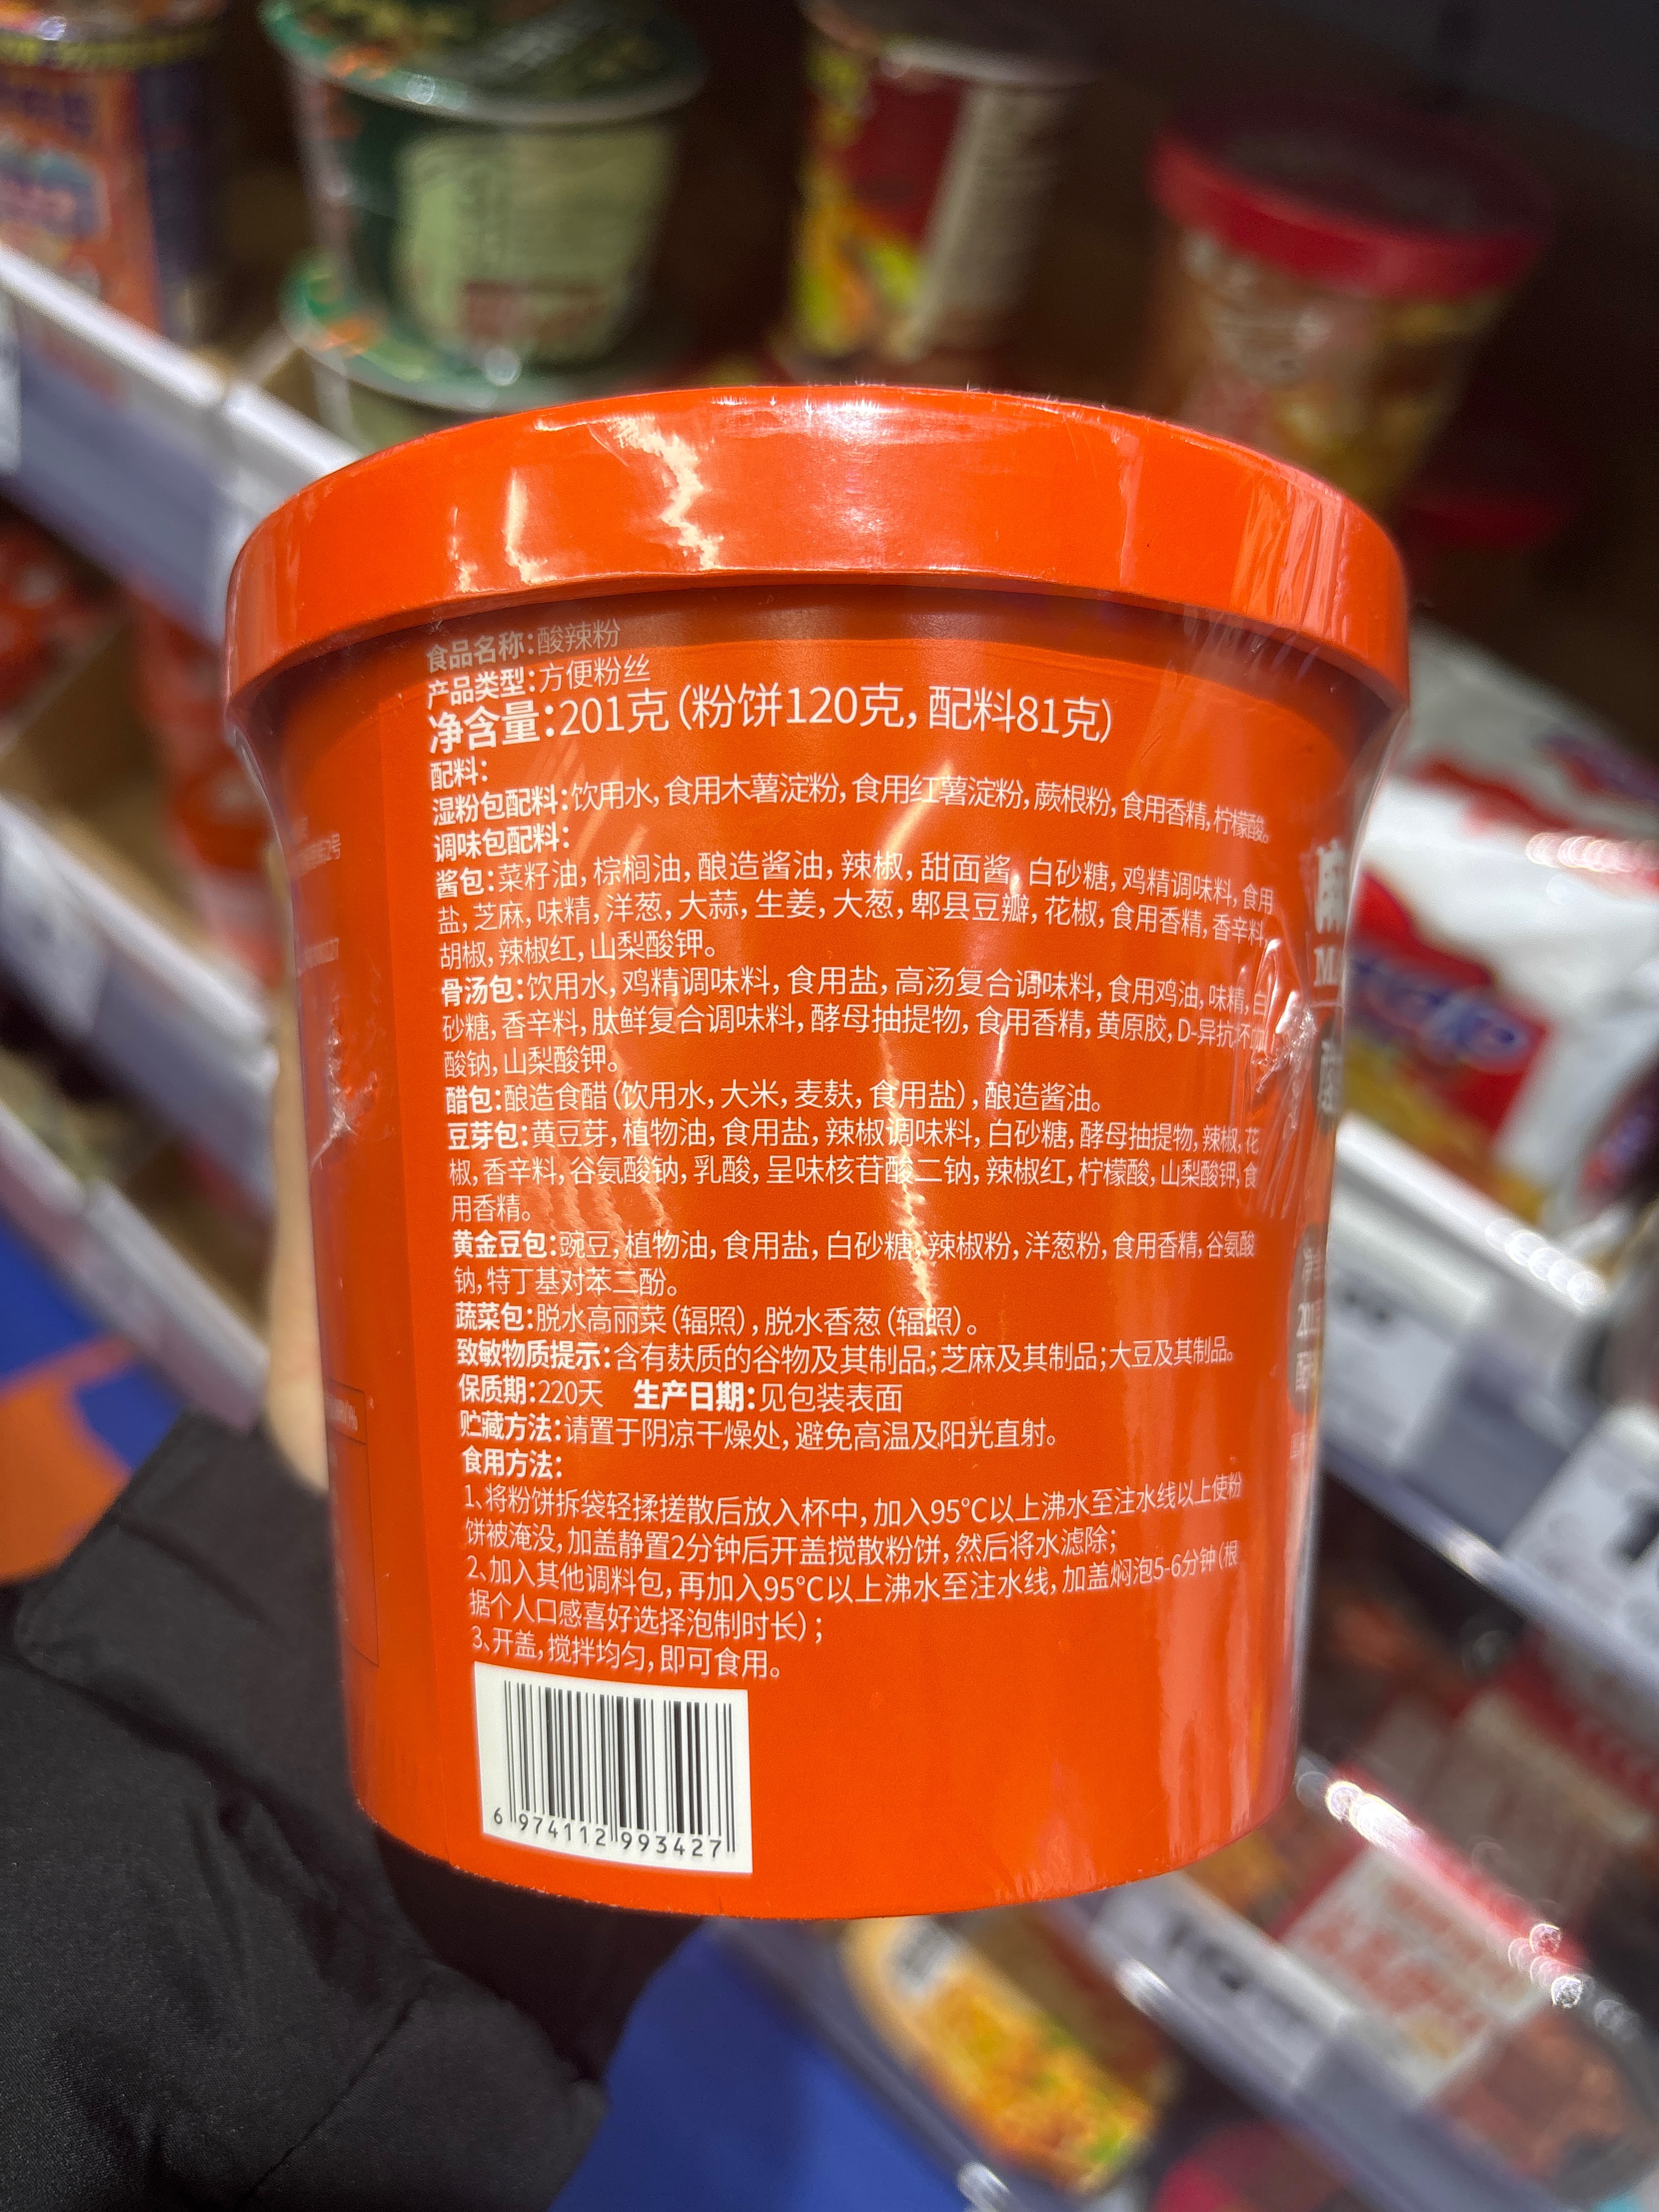 食品名称:酸辣粉
产品类型:方便粉丝
净含量:201克(粉饼120克,配料81克)
配料:
湿粉包配料:饮用水,食用木薯淀粉,食用红薯淀粉,蕨根粉,食用香精,柠檬酸。
调味包配料:
酱包:菜籽油,棕榈油,酿造酱油,辣椒,甜面酱,白砂糖,鸡精调味料,食用
盐,芝麻,味精,洋葱,大蒜,生姜,大葱,郫县豆瓣,花椒,食用香精,香辛料,
胡椒,辣椒红,山梨酸钾。
骨汤包:饮用水,鸡精调味料,食用盐,高汤复合调味料,食用鸡油,味精,白
砂糖,香辛料,肽鲜复合调味料,酵母抽提物,食用香精,黄原胶,D-异抗坏血
酸钠,山梨酸钾。
醋包:酿造食醋(饮用水,大米,麦麸,食用盐),酿造酱油。
豆芽包:黄豆芽,植物油,食用盐,辣椒调味料,白砂糖,酵母抽提物,辣椒,花
椒,香辛料,谷氨酸钠,乳酸,呈味核苷酸二钠,辣椒红,柠檬酸,山梨酸钾,食
用香精。
黄金豆包:豌豆,植物油,食用盐,白砂糖,辣椒粉,洋葱粉,食用香精,谷氨酸
钠,特丁基对苯二酚。
蔬菜包:脱水高丽菜(辐照),脱水香葱(辐照)。
致敏物质提示:含有麸质的谷物及其制品;芝麻及其制品;大豆及其制品。
保质期:220天 生产日期:见包装表面
贮藏方法:请置于阴凉干燥处,避免高温及阳光直射。
食用方法:
1、将粉饼拆袋轻揉搓散后放入杯中,加入95°C以上沸水至注水线以上使粉
饼被淹没,加盖静置2分钟后开盖搅散粉饼,然后将水滤除;
2、加入其他调料包,再加入95°C以上沸水至注水线,加盖焖泡5-6分钟(根
据个人口感喜好选择泡制时长);
3、开盖,搅拌均匀,即可食用。
6 974112 993427